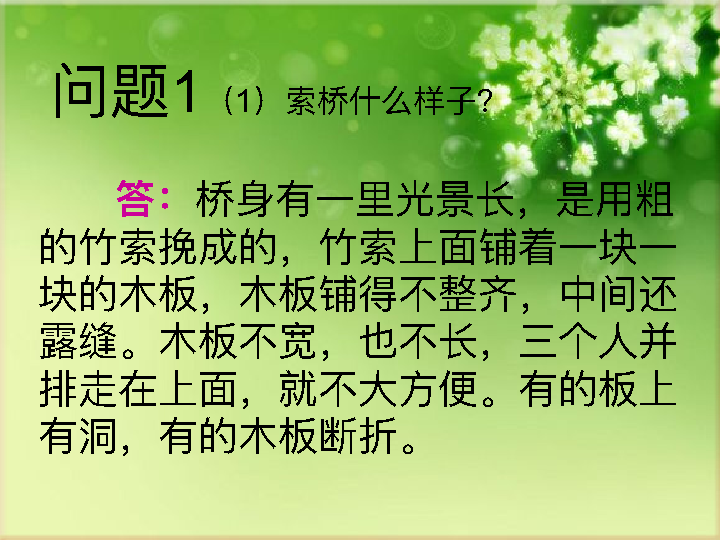 问题1（1）索桥什么样子?
答：桥身有一里光景长，是用粗
的竹索挽成的，竹索上面铺着一块一
块的木板，木板铺得不整齐，中间还
露缝。木板不宽，也不长，三个人并
排走在上面，就不大方便。有的板上
有洞，有的木板断折。